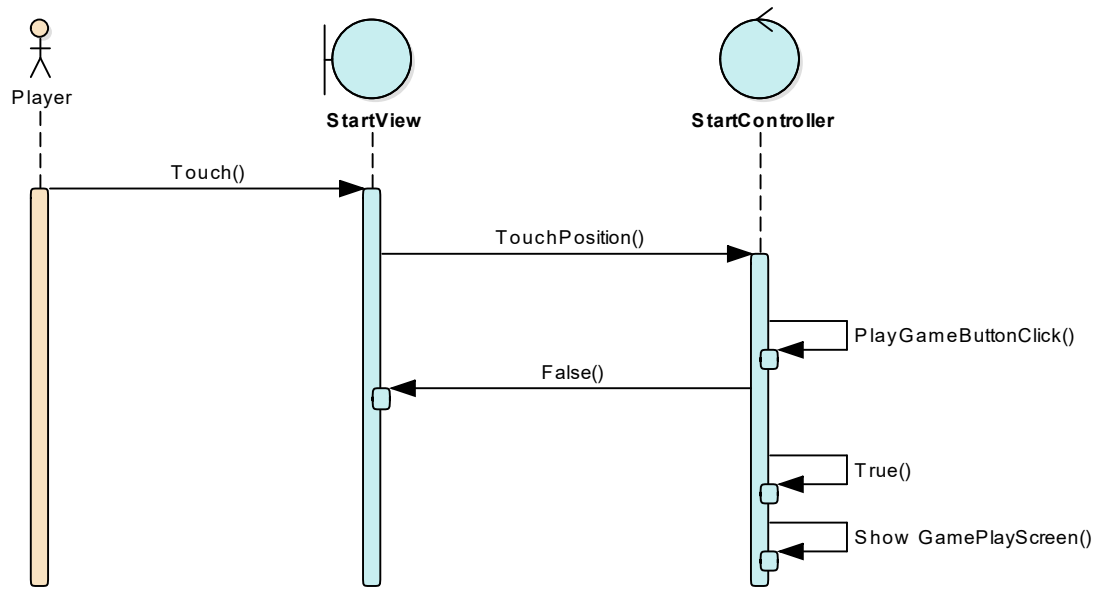 Player
StartView
StartController
Touch()
TouchPosition()
PlayGameButtonClick()
False()
True()
Show GamePlayScreen()